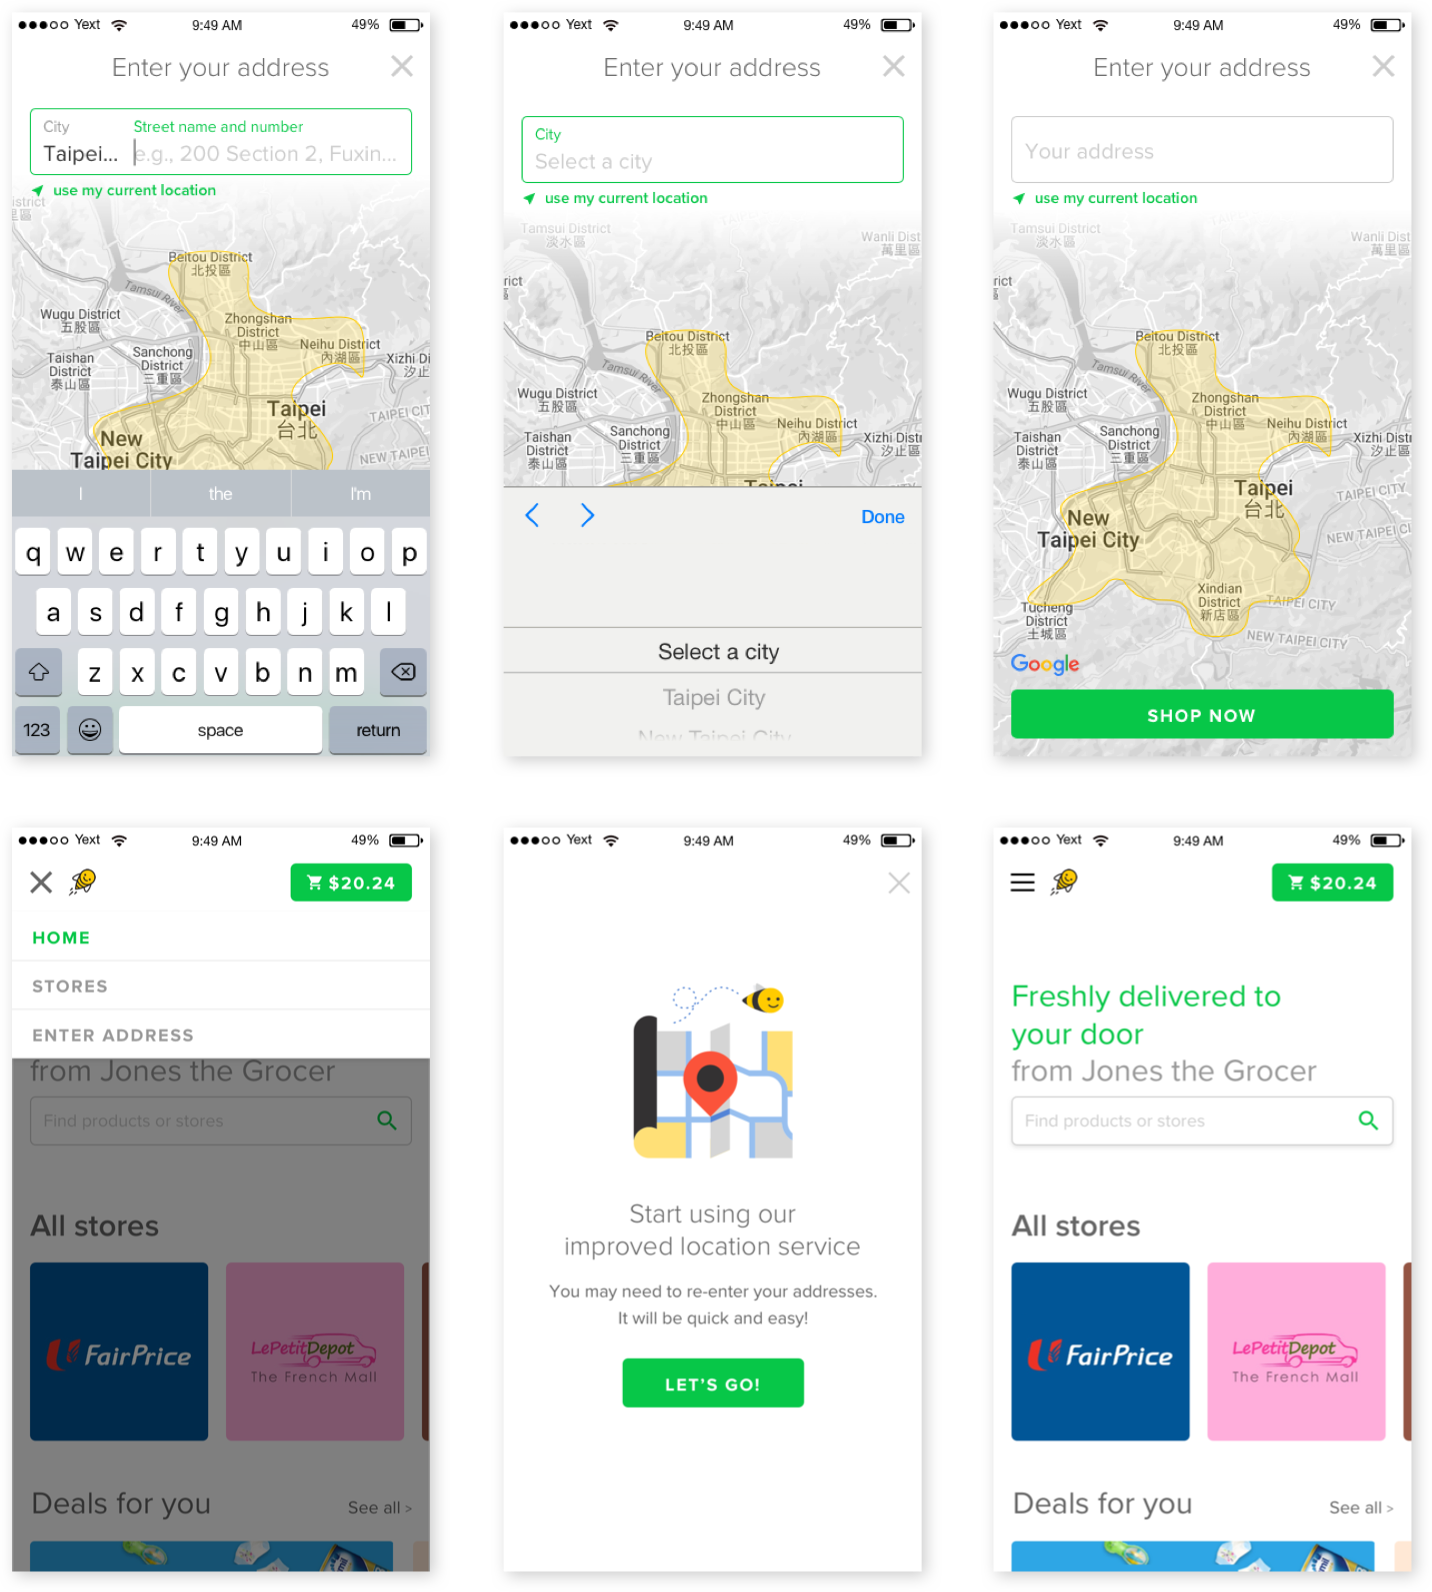 Yext 9:49 AM 49%
Enter your address
City Street name and number
Taipei... e.g., 200 Section 2, Fuxin...
use my current location
istrict
里區
Beitou District
北投區
Tamsui River
Wugu District
五股區
Zhongshan
District
中山區
Neihu District
內湖區
Taishan
District
泰山區
Sanchong
District
三重區
Xizhi Di
汐止
Taipei
台北
TAIPEI CIT
New
Taipei City
NEW TAIPEI
I the I'm
q w e r t y u i o p
a s d f g h j k l
z x c v b n m
123 space return
Yext 9:49 AM 49%
Enter your address
City
Select a city
use my current location
Tamsui District
淡水區
Wanli Dist
萬里區
rict
Beitou District
北投區
Tamsui River
Wugu District
五股區
Zhongshan
District
中山區
Neihu District
內湖區
Taishan
District
泰山區
Sanchong
District
三重區
Xizhi Distr
汐止區
Taipei
Done
Select a city
Taipei City
New Taipei City
Yext 9:49 AM 49%
Enter your address
Your address
use my current location
Tamsui District
淡水區
Wanli Dist
萬里區
rict
Beitou District
北投區
Tamsui River
Wugu District
五股區
Zhongshan
District
中山區
Neihu District
內湖區
Taishan
District
泰山區
Sanchong
District
三重區
Xizhi Distri
汐止區
Taipei
台北
TAIPEI CITY
New
Taipei City
NEW TAIPEI CI
Xindian
District
新店區
TAIPEI CITY
Tucheng
District
土城區
NEW TAIPEI CITY
Google
SHOP NOW
Yext 9:49 AM 49%
$20.24
HOME
STORES
ENTER ADDRESS
from Jones the Grocer
Find products or stores
All stores
FairPrice
LePetitDepot
The French Mall
Deals for you
See all >
Yext 9:49 AM 49%
Start using our
improved location service
You may need to re-enter your addresses.
It will be quick and easy!
LET'S GO!
Yext 9:49 AM 49%
$20.24
Freshly delivered to
your door
from Jones the Grocer
Find products or stores
All stores
FairPrice
LePetitDepot
The French Mall
Deals for you
See all >